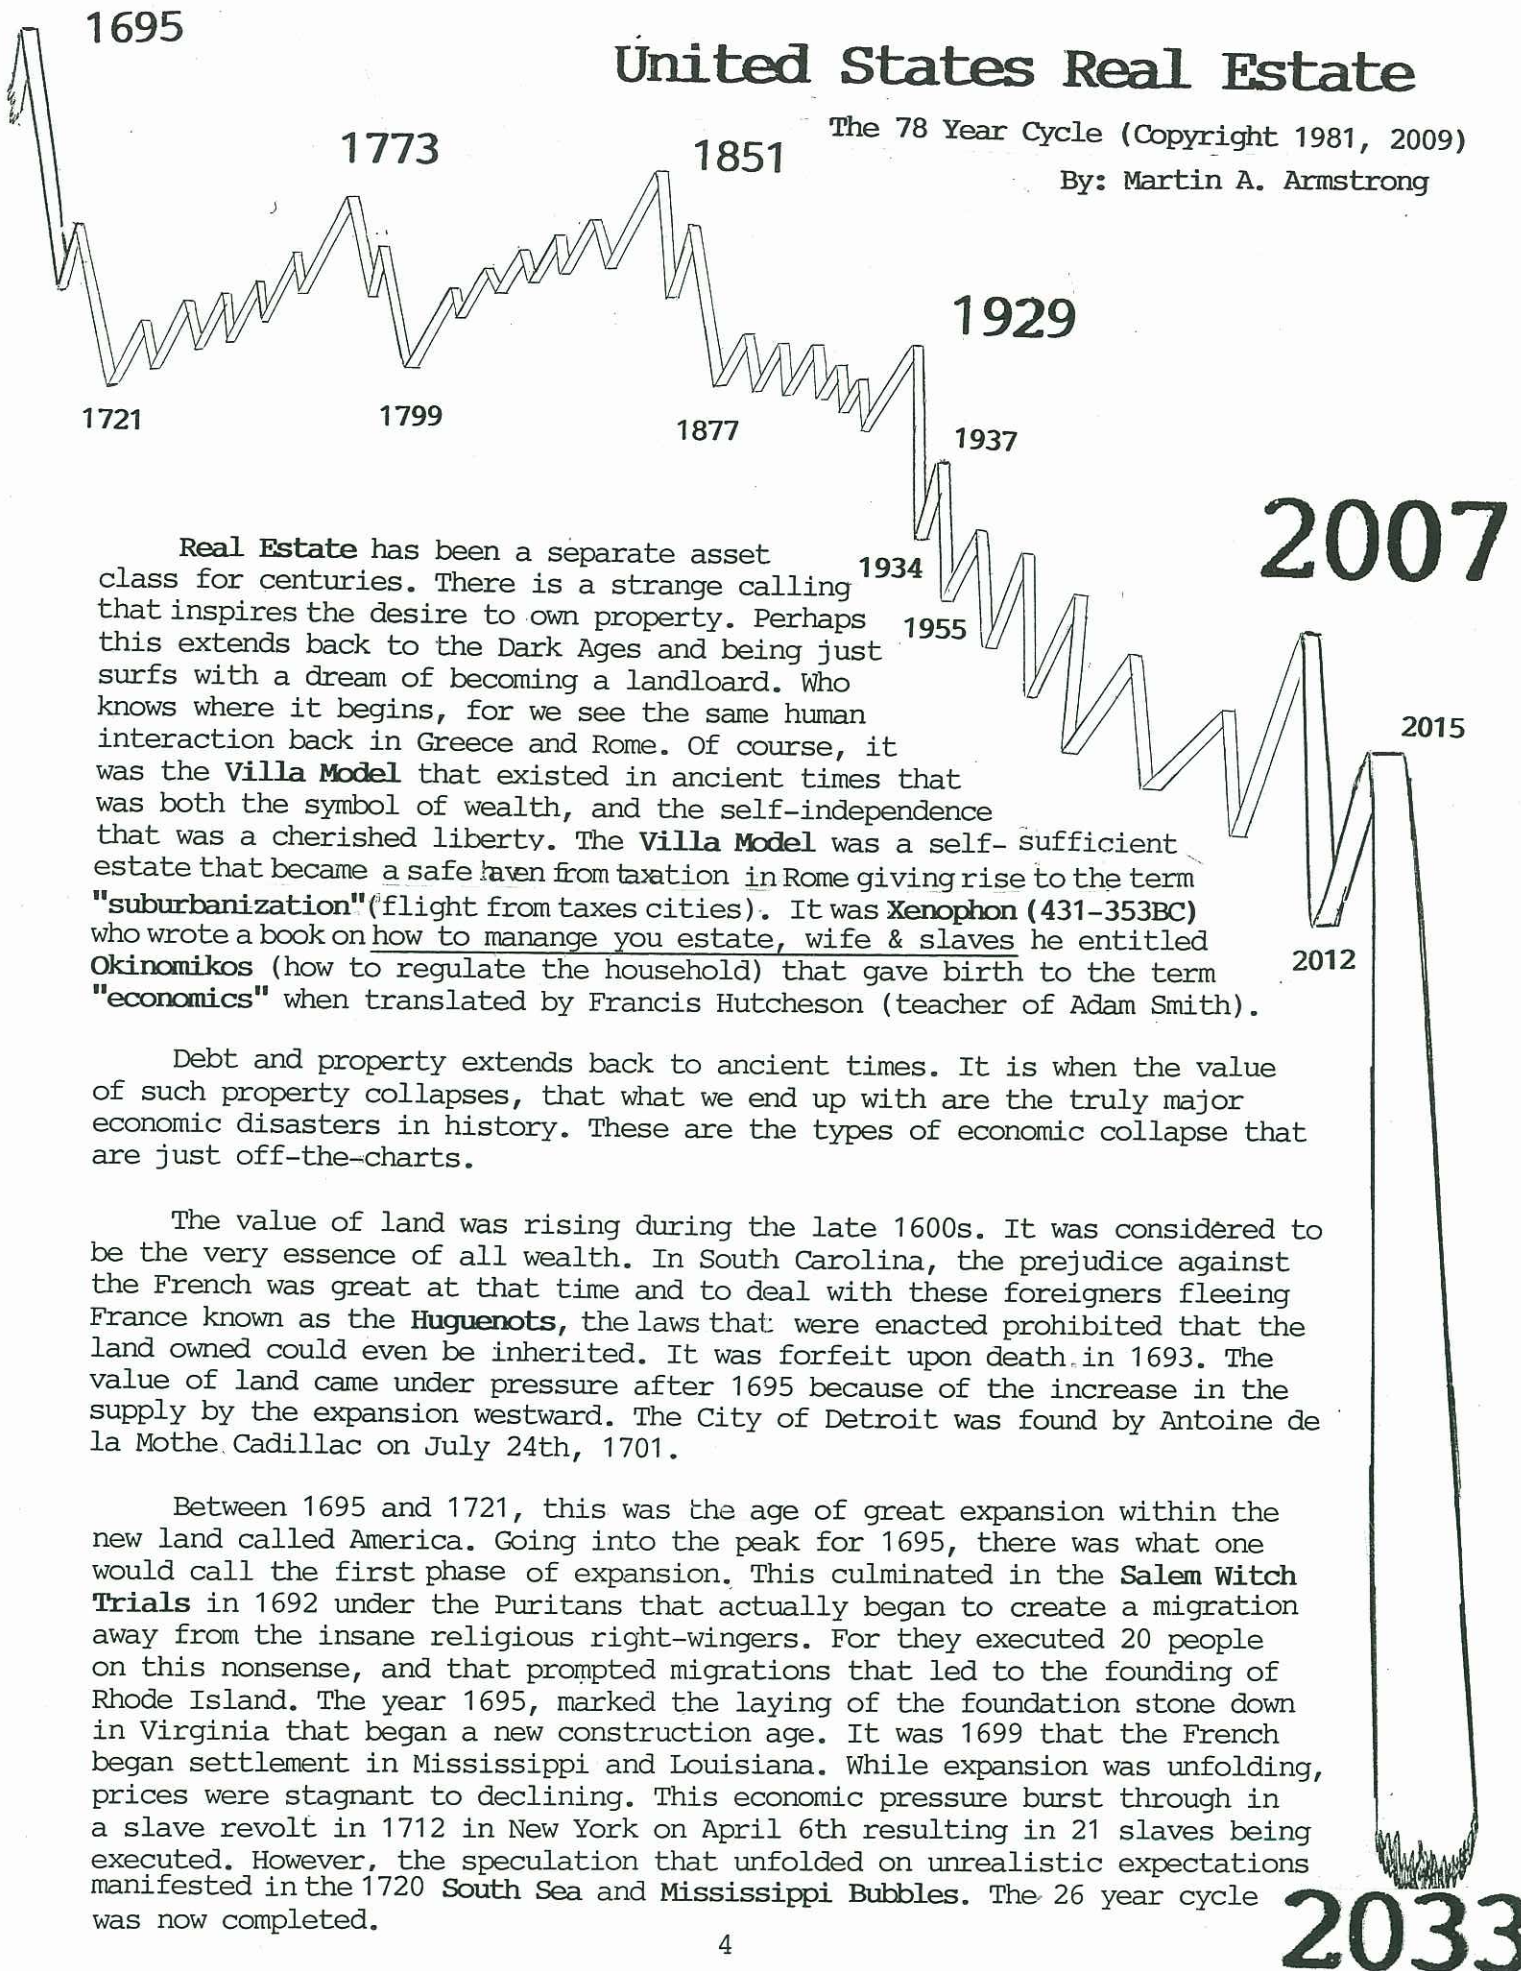 1695
United States Real Estate
The 78 Year Cycle (Copyright 1981, 2009)
By: Martin A. Armstrong
1773
1851
1929
1721
1799
1877
1937
2007
1934
1955
2015
2012
Real Estate has been a separate asset
class for centuries. There is a strange calling
that inspires the desire to own property. Perhaps
this extends back to the Dark Ages and being just
surfs with a dream of becoming a landloard. Who
knows where it begins, for we see the same human
interaction back in Greece and Rome. Of course, it
was the Villa Model that existed in ancient times that
was both the symbol of wealth, and the self-independence
that was a cherished liberty. The Villa Model was a self- sufficient
estate that became a safe haven from taxation in Rome giving rise to the term
"suburbanization" (flight from taxes cities). It was Xenophon (431-353BC)
who wrote a book on how to manange you estate, wife & slaves he entitled
Okinomikos (how to regulate the household) that gave birth to the term
"economics" when translated by Francis Hutcheson (teacher of Adam Smith).
Debt and property extends back to ancient times. It is when the value
of such property collapses, that what we end up with are the truly major
economic disasters in history. These are the types of economic collapse that
are just off-the-charts.
The value of land was rising during the late 1600s. It was considered to
be the very essence of all wealth. In South Carolina, the prejudice against
the French was great at that time and to deal with these foreigners fleeing
France known as the Huguenots, the laws that were enacted prohibited that the
land owned could even be inherited. It was forfeit upon death in 1693. The
value of land came under pressure after 1695 because of the increase in the
supply by the expansion westward. The City of Detroit was found by Antoine de
la Mothe Cadillac on July 24th, 1701.
Between 1695 and 1721, this was the age of great expansion within the
new land called America. Going into the peak for 1695, there was what one
would call the first phase of expansion. This culminated in the Salem Witch
Trials in 1692 under the Puritans that actually began to create a migration
away from the insane religious right-wingers. For they executed 20 people
on this nonsense, and that prompted migrations that led to the founding of
Rhode Island. The year 1695, marked the laying of the foundation stone down
in Virginia that began a new construction age. It was 1699 that the French
began settlement in Mississippi and Louisiana. While expansion was unfolding,
prices were stagnant to declining. This economic pressure burst through in
a slave revolt in 1712 in New York on April 6th resulting in 21 slaves being
executed. However, the speculation that unfolded on unrealistic expectations
manifested in the 1720 South Sea and Mississippi Bubbles. The 26 year cycle
was now completed.
2033
4